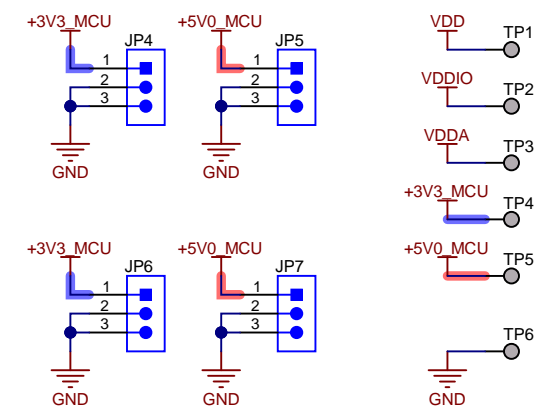 +3V3_MCU
JP4
1
2
3
GND
+5V0_MCU
JP5
1
2
3
GND
VDD
TP1
VDDIO
TP2
VDDA
TP3
+3V3_MCU
TP4
+5V0_MCU
TP5
TP6
GND
+3V3_MCU
JP6
1
2
3
GND
+5V0_MCU
JP7
1
2
3
GND